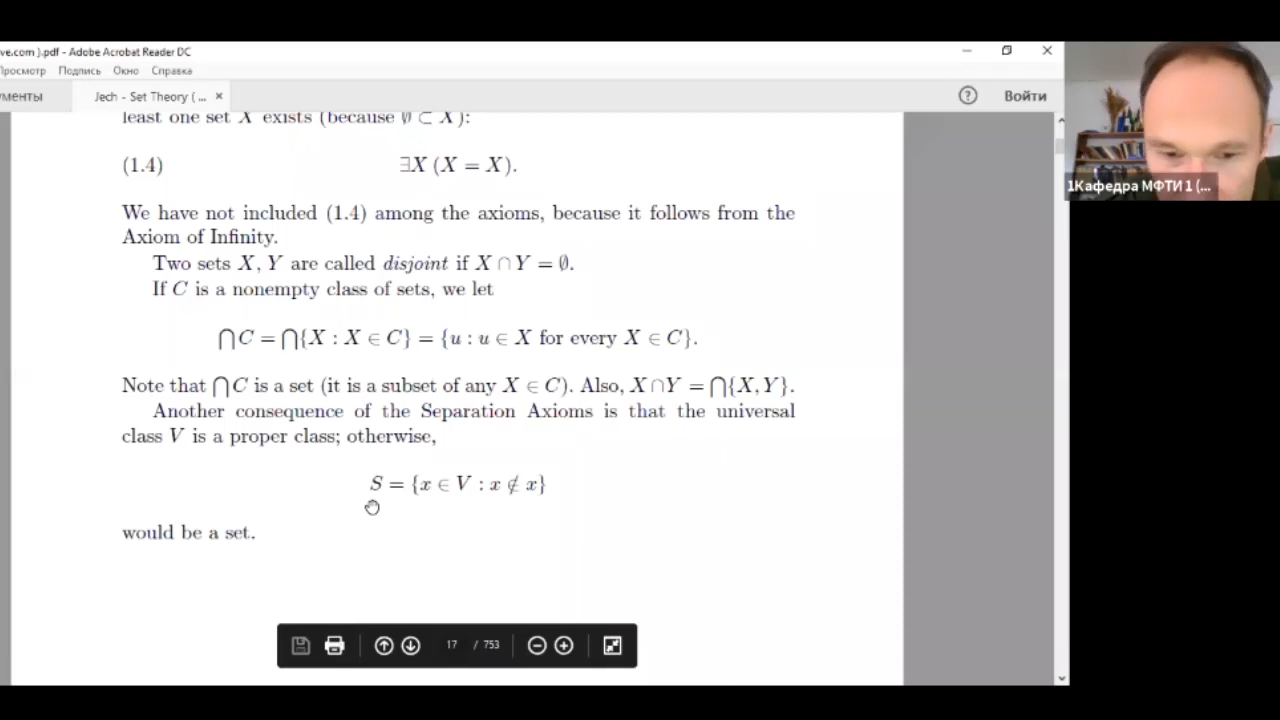 ve.com ).pdf - Adobe Acrobat Reader DC
Просмотр Подпись Окно Справка
ументы
Jech - Set Theory ( ... ×
? Войти
least one set X exists (because ∅ ⊂ X):
(1.4) ∃X (X = X).
We have not included (1.4) among the axioms, because it follows from the
Axiom of Infinity.
Two sets X, Y are called disjoint if X ∩ Y = ∅.
If C is a nonempty class of sets, we let
⋂C = ⋂{X : X ∈ C} = {u : u ∈ X for every X ∈ C}.
Note that ⋂C is a set (it is a subset of any X ∈ C). Also, X ∩ Y = ⋂{X, Y}.
Another consequence of the Separation Axioms is that the universal
class V is a proper class; otherwise,
S = {x ∈ V : x ∉ x}
would be a set.
17 / 753
1Кафедра МФТИ 1 (...